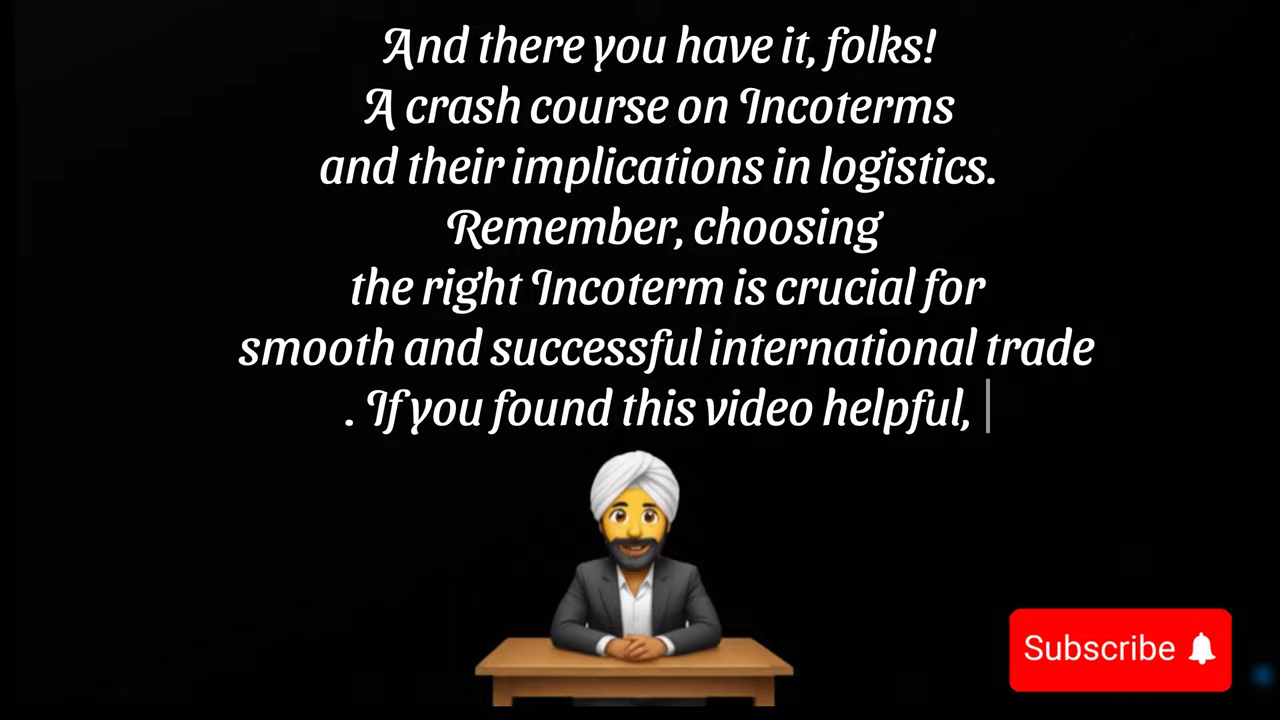 And there you have it, folks!
A crash course on Incoterms
and their implications in logistics.
Remember, choosing
the right Incoterm is crucial for
smooth and successful international trade
. If you found this video helpful,
Subscribe